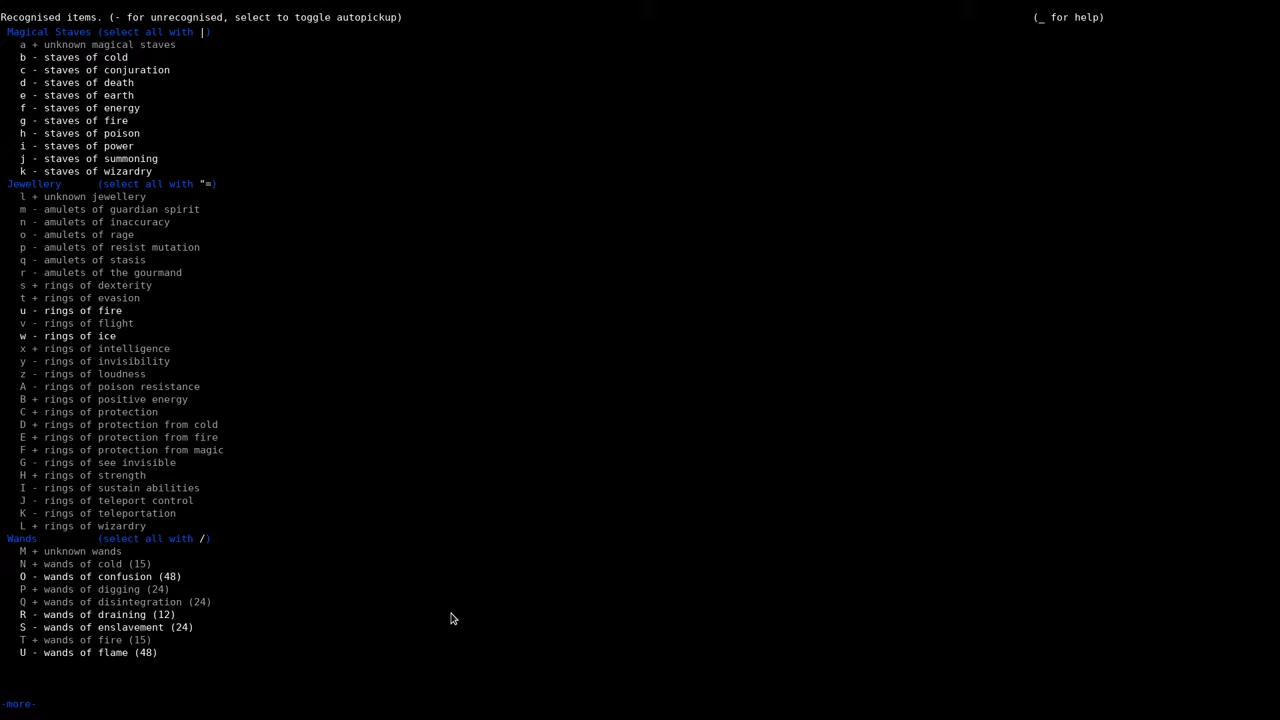 Recognised items. (- for unrecognised, select to toggle autopickup) (_ for help)
Magical Staves (select all with |)
a + unknown magical staves
b - staves of cold
c - staves of conjuration
d - staves of death
e - staves of earth
f - staves of energy
g - staves of fire
h - staves of poison
i - staves of power
j - staves of summoning
k - staves of wizardry
Jewellery (select all with "=)
l + unknown jewellery
m - amulets of guardian spirit
n - amulets of inaccuracy
o - amulets of rage
p - amulets of resist mutation
q - amulets of stasis
r - amulets of the gourmand
s + rings of dexterity
t + rings of evasion
u - rings of fire
v - rings of flight
w - rings of ice
x + rings of intelligence
y - rings of invisibility
z - rings of loudness
A - rings of poison resistance
B + rings of positive energy
C + rings of protection
D + rings of protection from cold
E + rings of protection from fire
F + rings of protection from magic
G - rings of see invisible
H + rings of strength
I - rings of sustain abilities
J - rings of teleport control
K - rings of teleportation
L + rings of wizardry
Wands (select all with /)
M + unknown wands
N + wands of cold (15)
O - wands of confusion (48)
P + wands of digging (24)
Q + wands of disintegration (24)
R - wands of draining (12)
S - wands of enslavement (24)
T + wands of fire (15)
U - wands of flame (48)
-more-